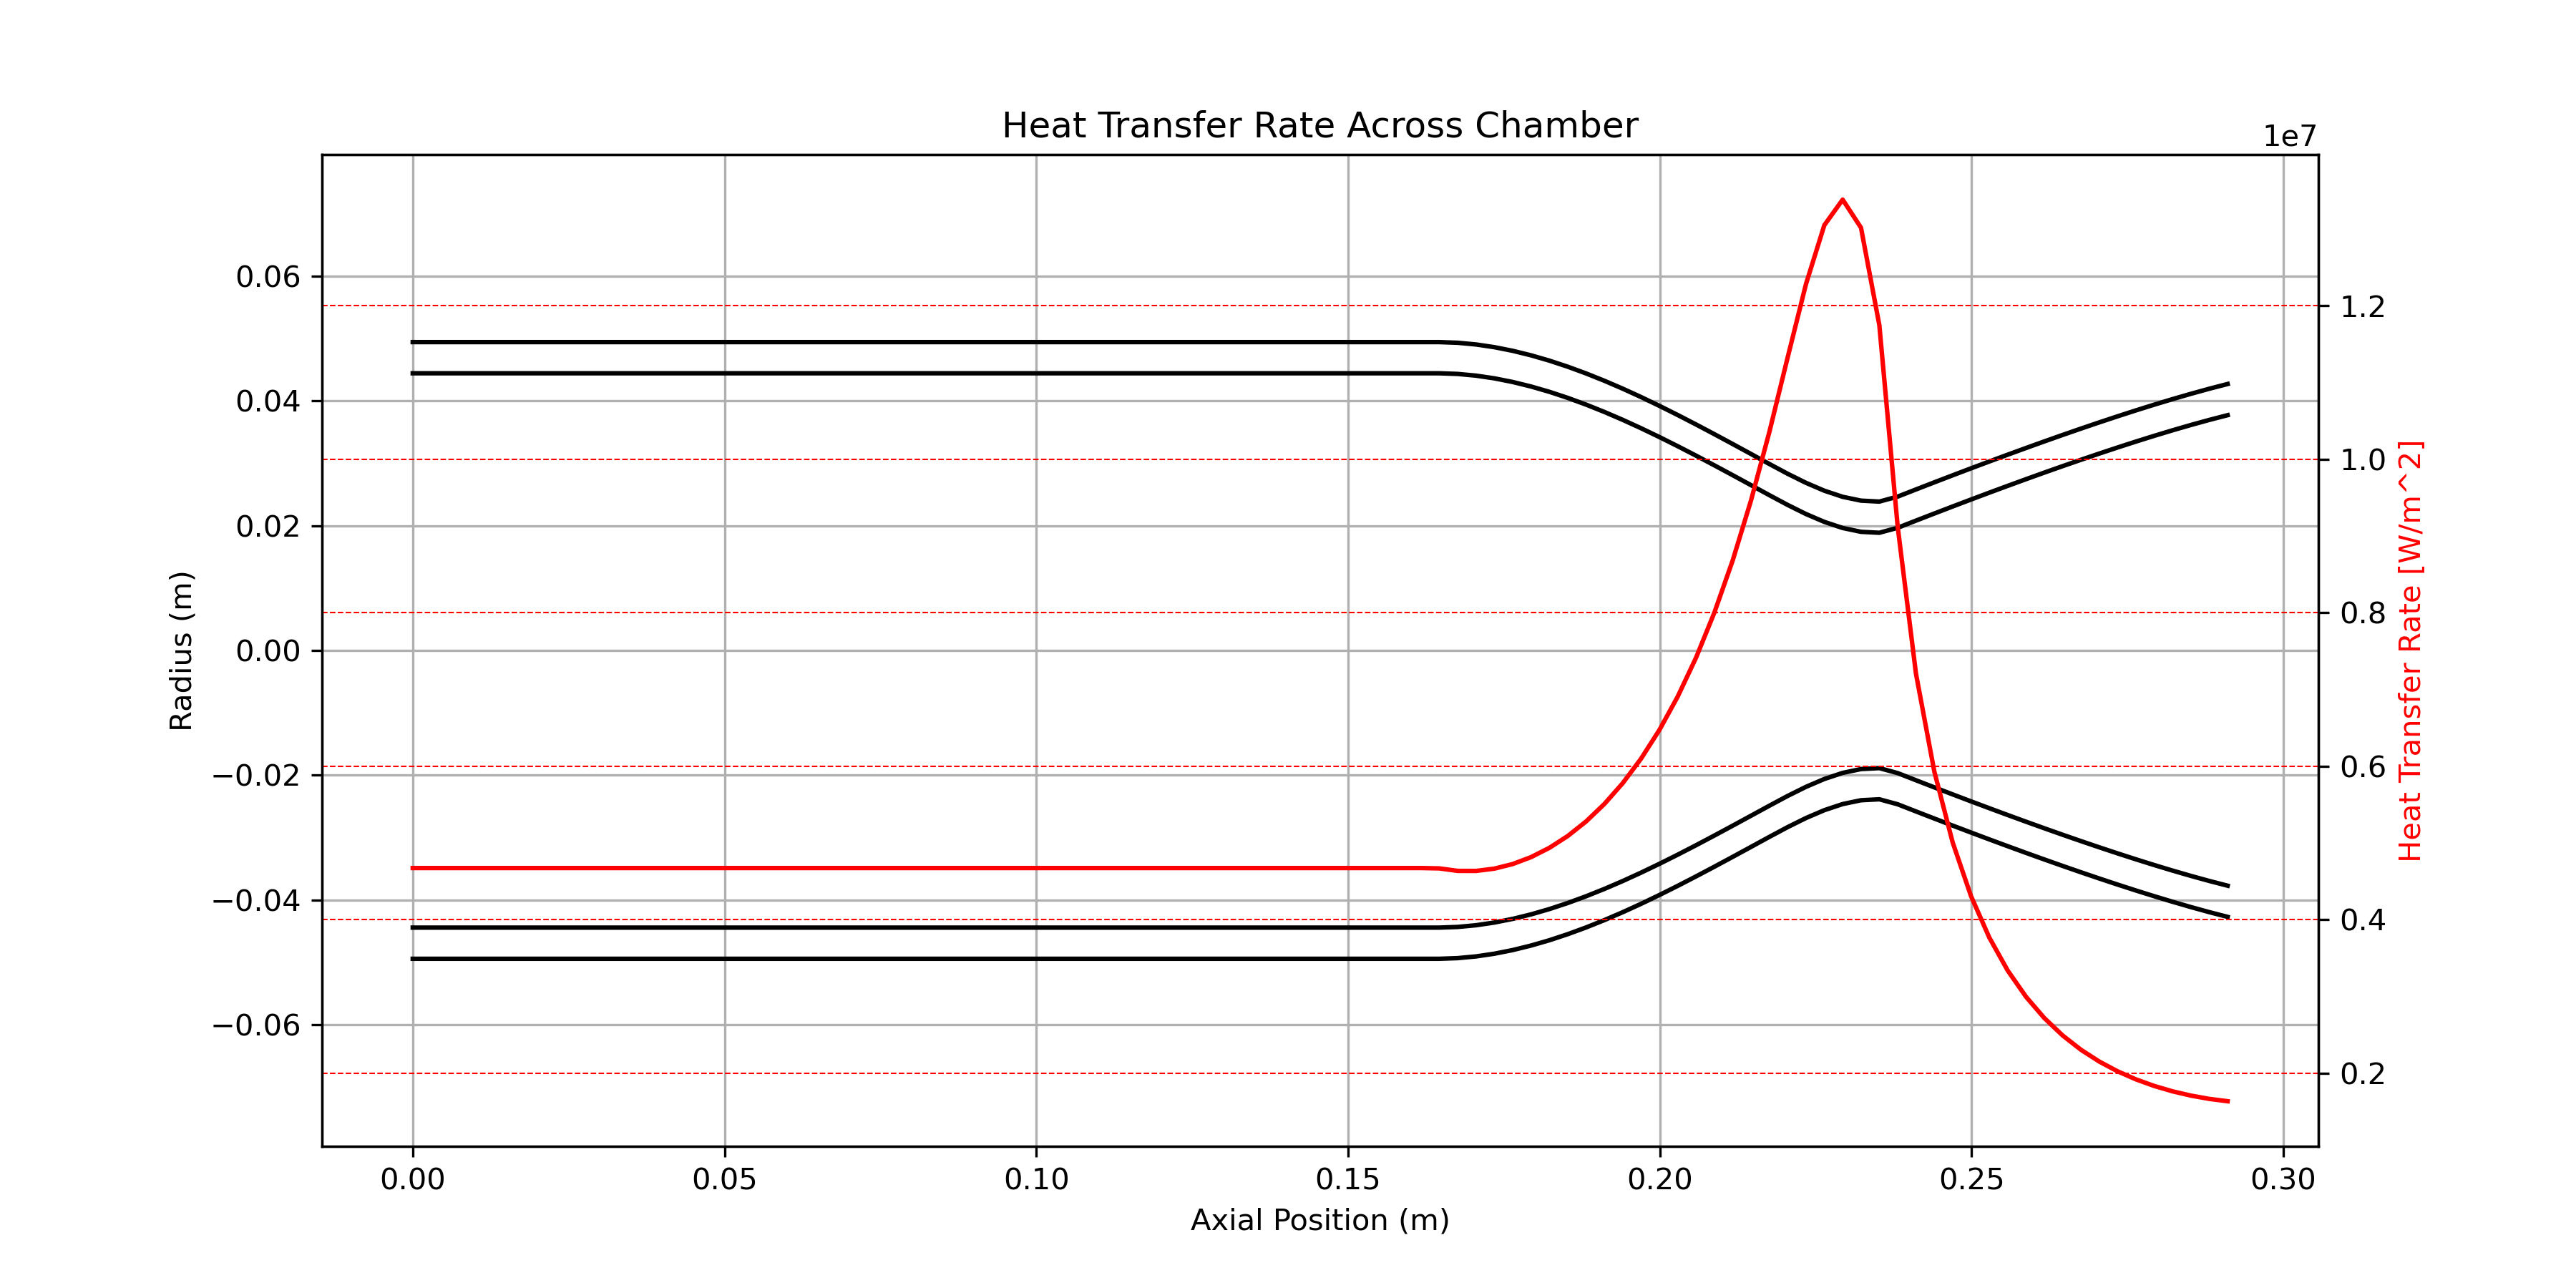 Heat Transfer Rate Across Chamber
1e7
0.06
0.04
0.02
0.00
−0.02
−0.04
−0.06
Radius (m)
1.2
1.0
0.8
0.6
0.4
0.2
Heat Transfer Rate [W/m^2]
0.00 0.05 0.10 0.15 0.20 0.25 0.30
Axial Position (m)